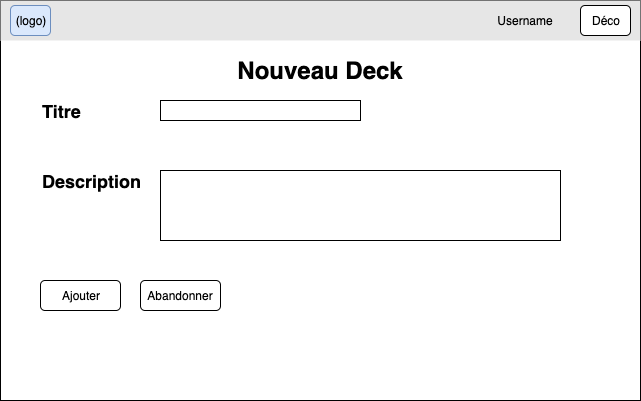 (logo) Username Déco
Nouveau Deck
Titre
Description
Ajouter Abandonner